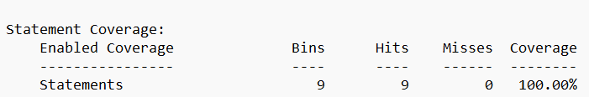 Statement Coverage:
    Enabled Coverage              Bins      Hits    Misses  Coverage
    ----------------              ----      ----    ------  --------
    Statements                       9         9         0   100.00%